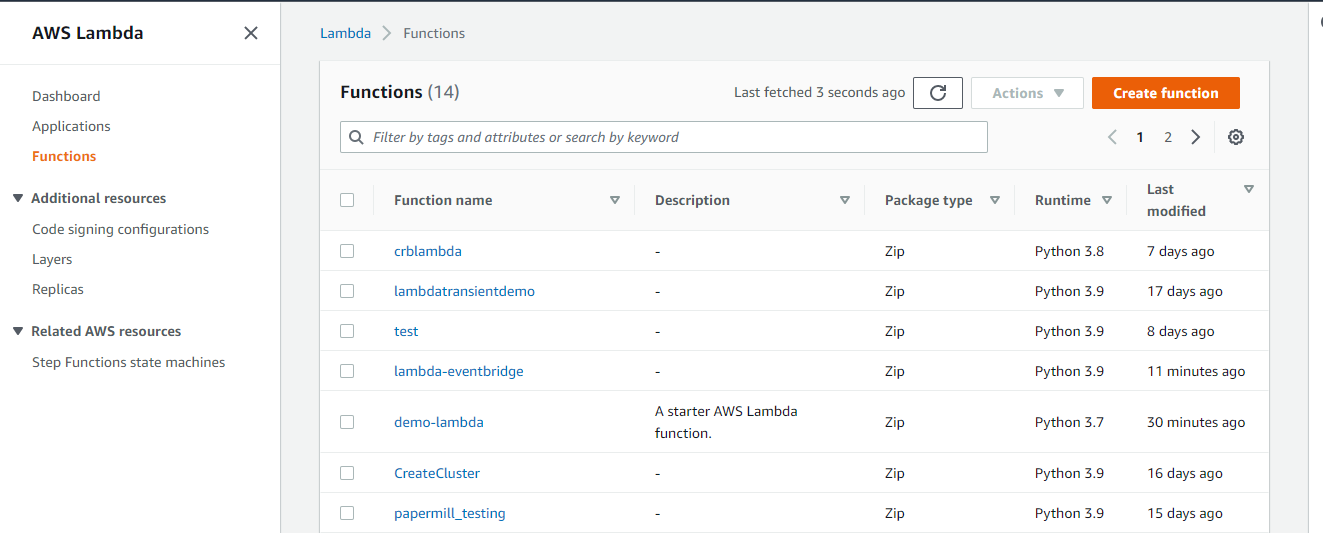 AWS Lambda
Dashboard
Applications
Functions
Additional resources
Code signing configurations
Layers
Replicas
Related AWS resources
Step Functions state machines
Lambda Functions
Functions (14) Last fetched 3 seconds ago Actions Create function
Filter by tags and attributes or search by keyword 1 2
Function name Description Package type Runtime Last modified
crblambda - Zip Python 3.8 7 days ago
lambdatransientdemo - Zip Python 3.9 17 days ago
test - Zip Python 3.9 8 days ago
lambda-eventbridge - Zip Python 3.9 11 minutes ago
demo-lambda A starter AWS Lambda function. Zip Python 3.7 30 minutes ago
CreateCluster - Zip Python 3.9 16 days ago
papermill_testing - Zip Python 3.9 15 days ago